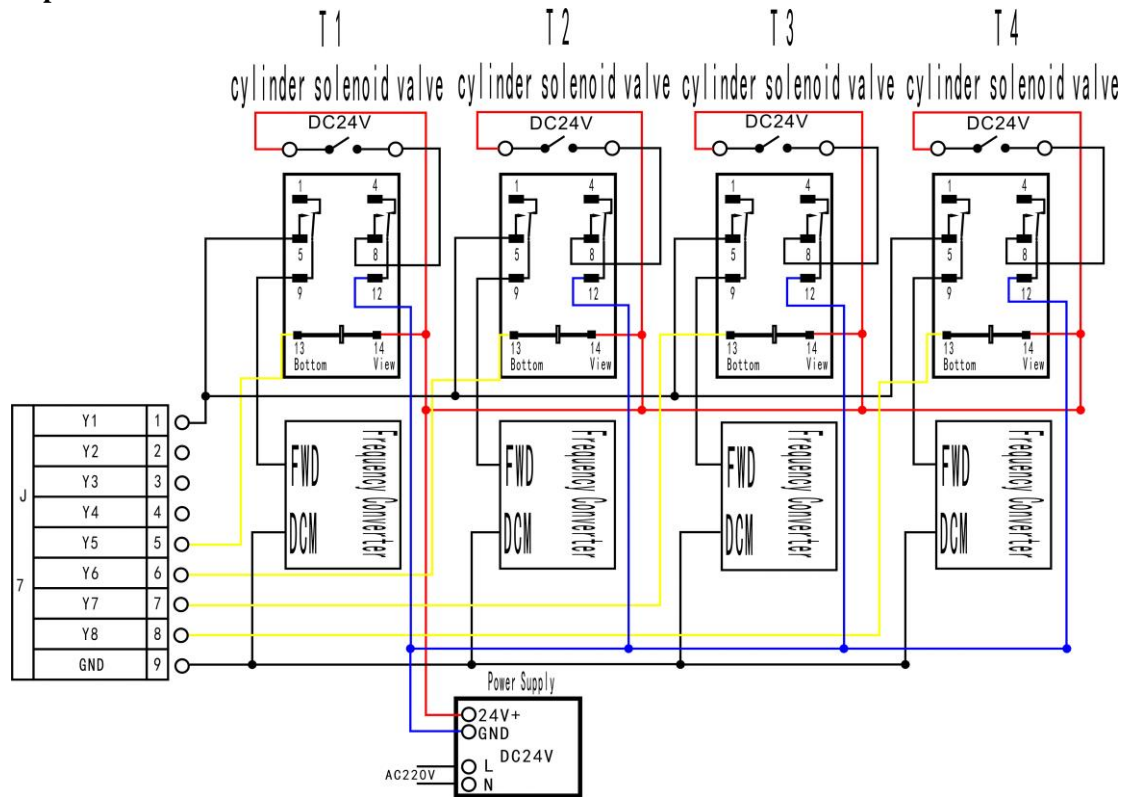 T1 T2 T3 T4
cylinder solenoid valve cylinder solenoid valve cylinder solenoid valve cylinder solenoid valve
DC24V DC24V DC24V DC24V
1 4 1 4 1 4 1 4
5 8 5 8 5 8 5 8
9 12 9 12 9 12 9 12
13 14 13 14 13 14 13 14
Bottom View Bottom View Bottom View Bottom View
J7
Y1 1
Y2 2
Y3 3
Y4 4
Y5 5
Y6 6
Y7 7
Y8 8
GND 9
FWD
DCM
Frequency Converter
FWD
DCM
Frequency Converter
FWD
DCM
Frequency Converter
FWD
DCM
Frequency Converter
Power Supply
24V+
GND
DC24V
AC220V
L
N